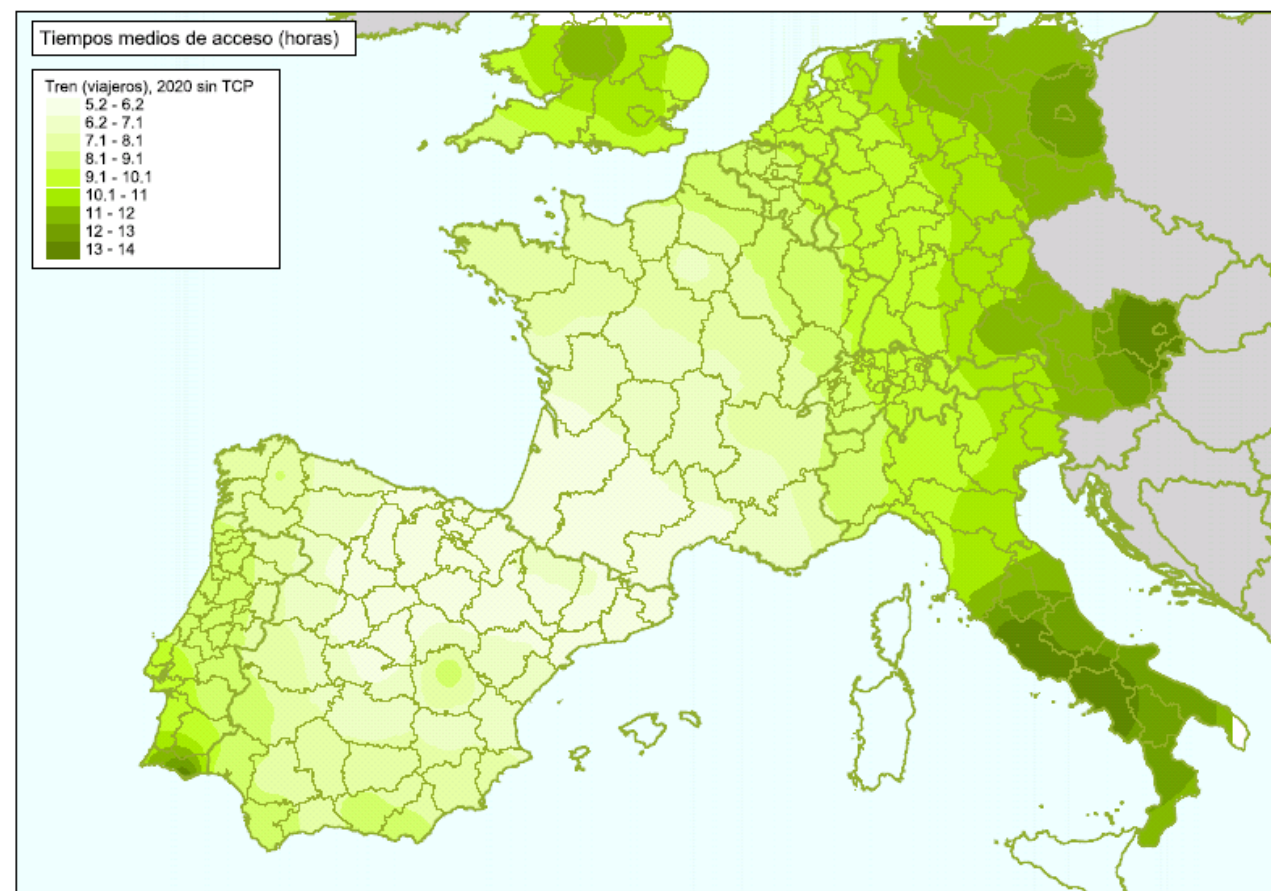 Tiempos medios de acceso (horas)
Tren (viajeros), 2020 sin TCP
5.2 - 6.2
6.2 - 7.1
7.1 - 8.1
8.1 - 9.1
9.1 - 10.1
10.1 - 11
11 - 12
12 - 13
13 - 14